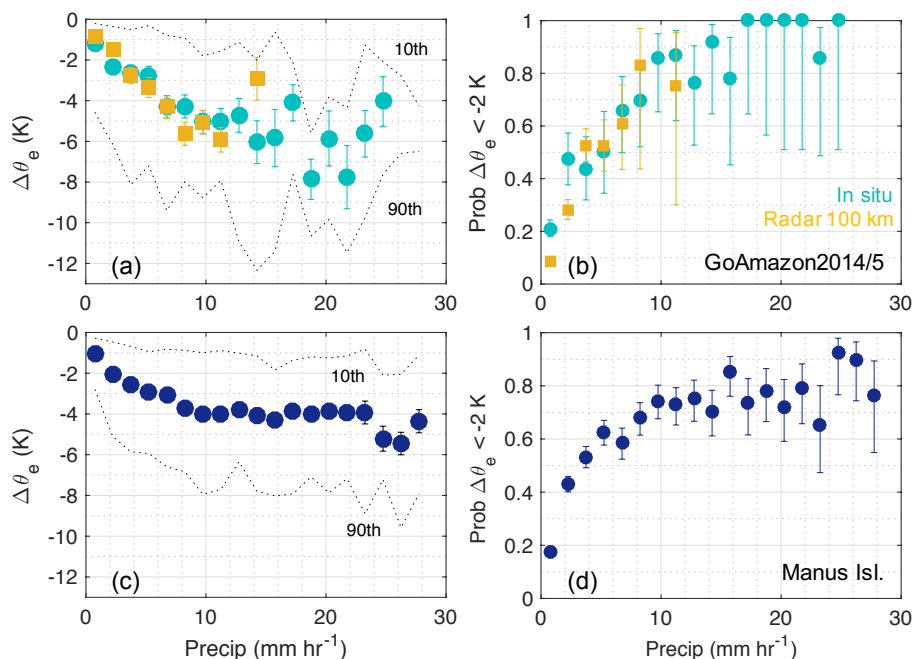 0
-2
-4
-6
-8
-10
-12
Δθe (K)
10th
90th
(a)
0 10 20 30
1
0.8
0.6
0.4
0.2
0
Prob Δθe < -2 K
In situ
Radar 100 km
GoAmazon2014/5
(b)
0 10 20 30
0
-2
-4
-6
-8
-10
-12
Δθe (K)
10th
90th
(c)
0 10 20 30
Precip (mm hr-1)
1
0.8
0.6
0.4
0.2
0
Prob Δθe < -2 K
(d)
Manus Isl.
0 10 20 30
Precip (mm hr-1)